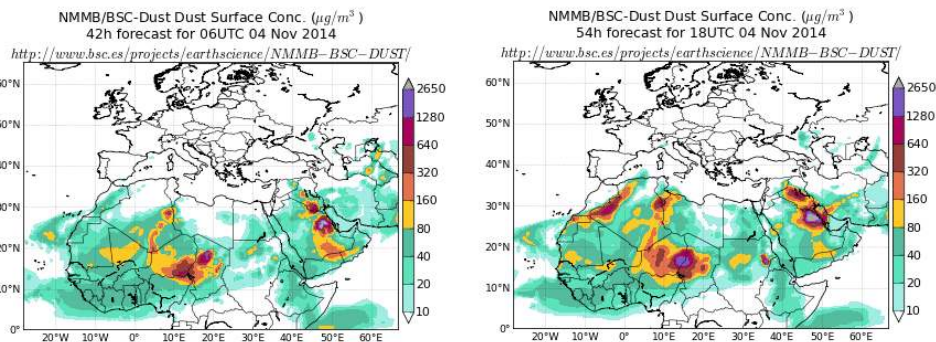 NMMB/BSC-Dust Dust Surface Conc. (μg/m³)
42h forecast for 06UTC 04 Nov 2014
http://www.bsc.es/projects/earthscience/NMMB−BSC−DUST/
2650
1280
640
320
160
80
40
20
10
60°N
50°N
40°N
30°N
20°N
10°N
0°
20°W 10°W 0° 10°E 20°E 30°E 40°E 50°E 60°E
NMMB/BSC-Dust Dust Surface Conc. (μg/m³)
54h forecast for 18UTC 04 Nov 2014
http://www.bsc.es/projects/earthscience/NMMB−BSC−DUST/
2650
1280
640
320
160
80
40
20
10
60°N
50°N
40°N
30°N
20°N
10°N
0°
20°W 10°W 0° 10°E 20°E 30°E 40°E 50°E 60°E